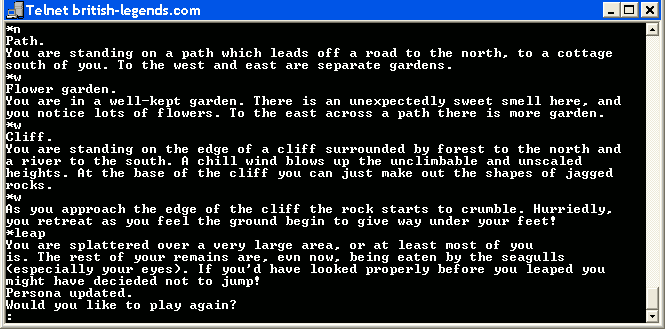 Telnet british-legends.com
*n
Path.
You are standing on a path which leads off a road to the north, to a cottage
south of you. To the west and east are separate gardens.
*w
Flower garden.
You are in a well-kept garden. There is an unexpectedly sweet smell here, and
you notice lots of flowers. To the east across a path there is more garden.
*w
Cliff.
You are standing on the edge of a cliff surrounded by forest to the north and
a river to the south. A chill wind blows up the unclimbable and unscaled
heights. At the base of the cliff you can just make out the shapes of jagged
rocks.
*w
As you approach the edge of the cliff the rock starts to crumble. Hurriedly,
you retreat as you feel the ground begin to give way under your feet!
*leap
You are splattered over a very large area, or at least most of you
is. The rest of your remains are, evn now, being eaten by the seagulls
(especially your eyes). If you'd have looked properly before you leaped you
might have decieded not to jump!
Persona updated.
Would you like to play again?
: